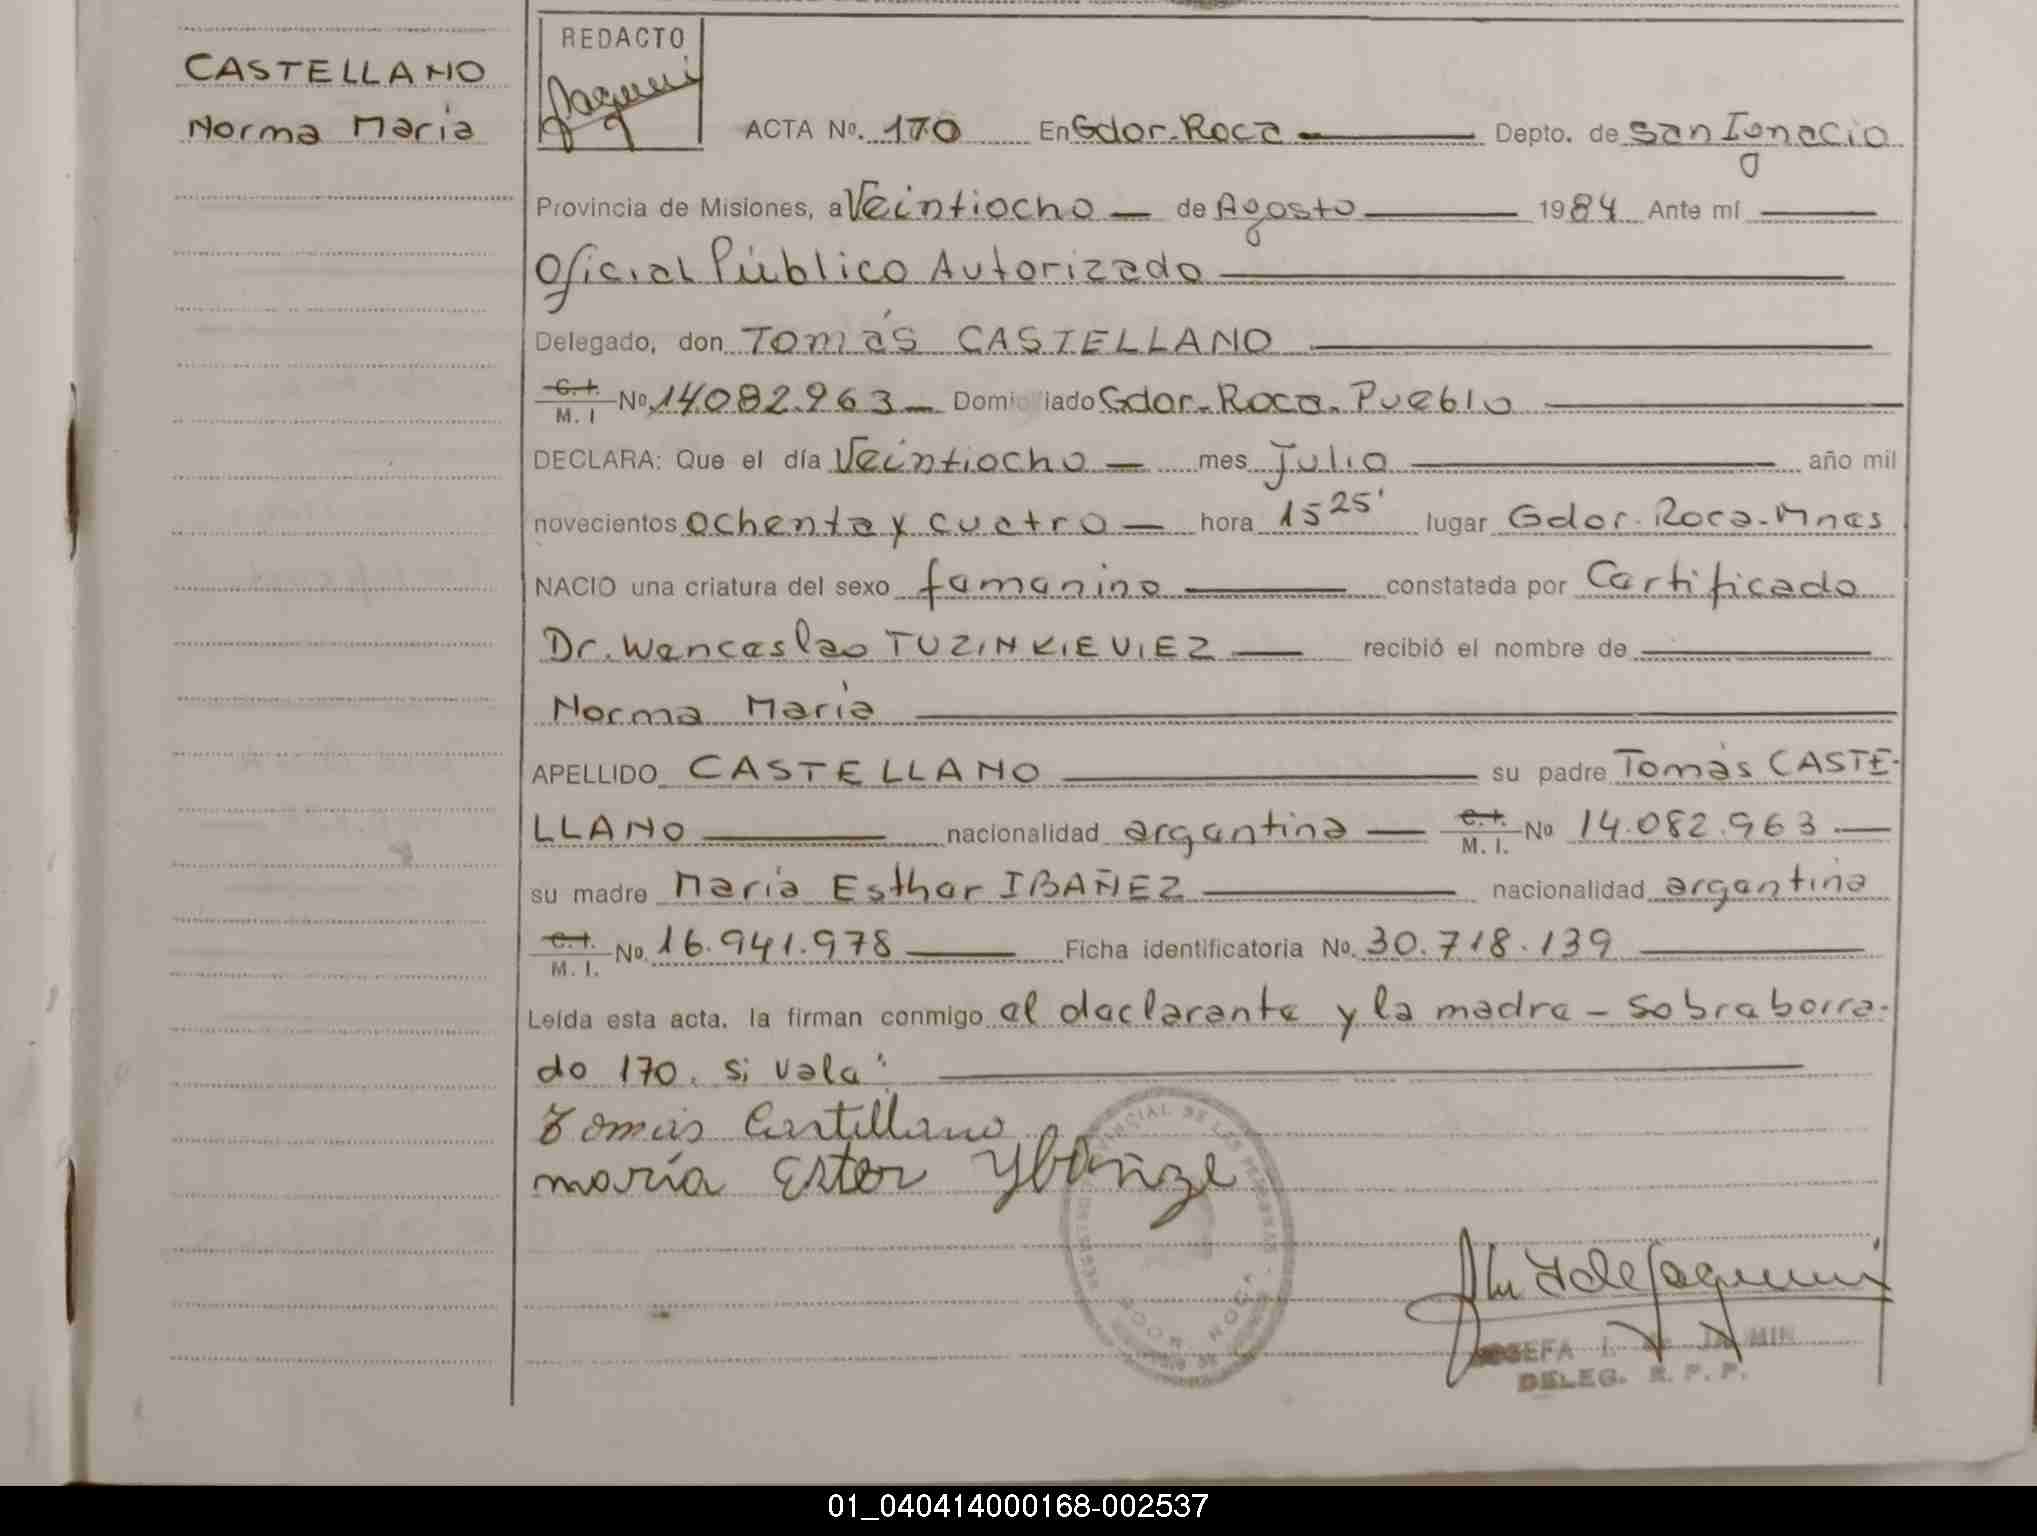 CASTELLANO
Norma María
REDACTO
ACTA No. 170 En Gdor. Roca Depto. de San Ignacio
Provincia de Misiones, a Veintiocho de Agosto 1984 Ante mí
Oficial Público Autorizado
Delegado, don Tomás CASTELLANO
C.I. M.I No. 14082.963 Domiciliado Gdor. Roca. Pueblo
DECLARA: Que el día Veintiocho mes Julio año mil
novecientos ochenta y cuatro hora 15 25' lugar Gdor. Roca-Mnes
NACIO una criatura del sexo femenino constatada por Certificado
Dr. Wenceslao TUZINKIEVIEZ recibió el nombre de
Norma María
APELLIDO CASTELLANO su padre Tomás CASTE-
LLANO nacionalidad argentina C.I. M.I. No 14.082.963
su madre María Esther IBAÑEZ nacionalidad argentina
C.I. M.I. No. 16.941.978 Ficha identificatoria No. 30.718.139
Leída esta acta, la firman conmigo el declarante y la madre - sobreborra-
do 170. si vale
Tomás Castellano
maría Ester Ybañze
DELEG. R. P. P.
01_040414000168-002537